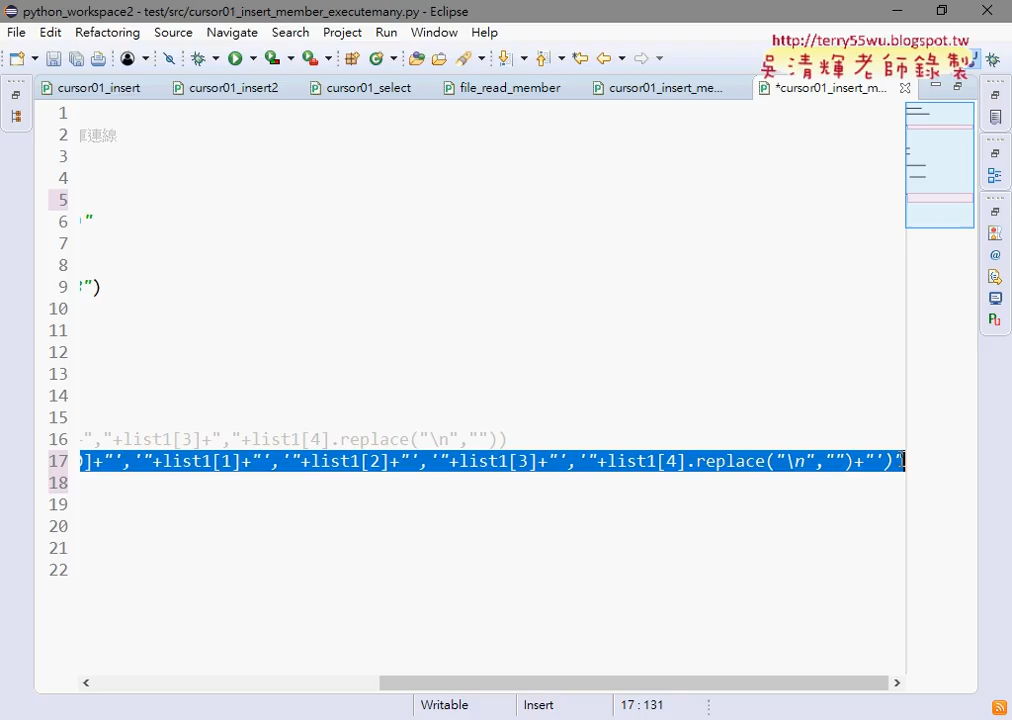 python_workspace2 - test/src/cursor01_insert_member_executemany.py - Eclipse
File Edit Refactoring Source Navigate Search Project Run Window Help
http://terry55wu.blogspot.tw
吳清輝老師錄製
cursor01_insert cursor01_insert2 cursor01_select file_read_member cursor01_insert_me... *cursor01_insert_m...
1
2 連線
3
4
5
6 "
7
8
9 ")
10
11
12
13
14
15
16 ","+list1[3]+","+list1[4].replace("\n",""))
17 ]+"','"+list1[1]+"','"+list1[2]+"','"+list1[3]+"','"+list1[4].replace("\n","")+"')"
18
19
20
21
22
Writable Insert 17 : 131